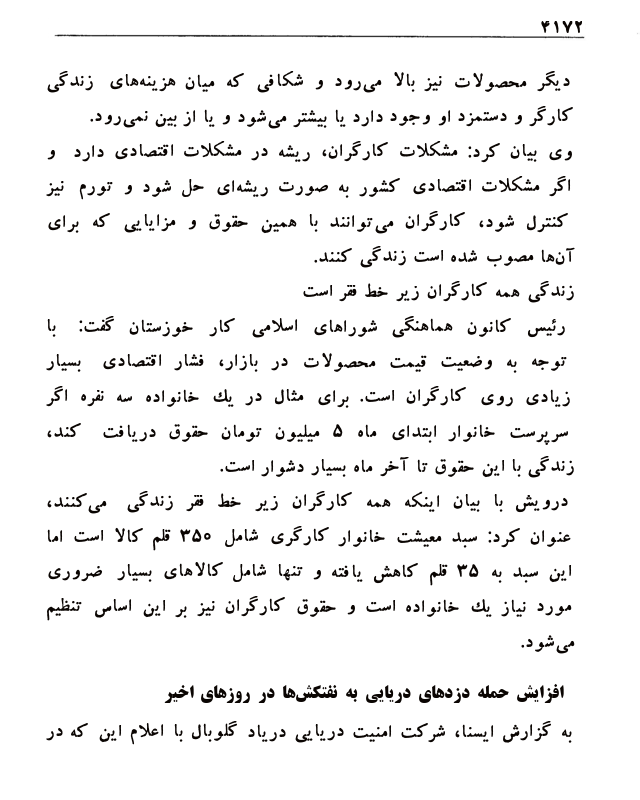 ۴۱۷۲
دیگر محصولات نیز بالا می‌رود و شکافی که میان هزینه‌های زندگی
کارگر و دستمزد او وجود دارد یا بیشتر می‌شود و یا از بین نمی‌رود.
وی بیان کرد: مشکلات کارگران، ریشه در مشکلات اقتصادی دارد و
اگر مشکلات اقتصادی کشور به صورت ریشه‌ای حل شود و تورم نیز
کنترل شود، کارگران می‌توانند با همین حقوق و مزایایی که برای
آن‌ها مصوب شده است زندگی کنند.
زندگی همه کارگران زیر خط فقر است
رئیس کانون هماهنگی شوراهای اسلامی کار خوزستان گفت: با
توجه به وضعیت قیمت محصولات در بازار، فشار اقتصادی بسیار
زیادی روی کارگران است. برای مثال در یك خانواده سه نفره اگر
سرپرست خانوار ابتدای ماه ۵ میلیون تومان حقوق دریافت کند،
زندگی با این حقوق تا آخر ماه بسیار دشوار است.
درویش با بیان اینکه همه کارگران زیر خط فقر زندگی می‌کنند،
عنوان کرد: سبد معیشت خانوار کارگری شامل ۳۵۰ قلم کالا است اما
این سبد به ۳۵ قلم کاهش یافته و تنها شامل کالاهای بسیار ضروری
مورد نیاز یك خانواده است و حقوق کارگران نیز بر این اساس تنظیم
می‌شود.
افزایش حمله دزدهای دریایی به نفتکش‌ها در روزهای اخیر
به گزارش ایسنا، شرکت امنیت دریایی دریاد گلوبال با اعلام این که در